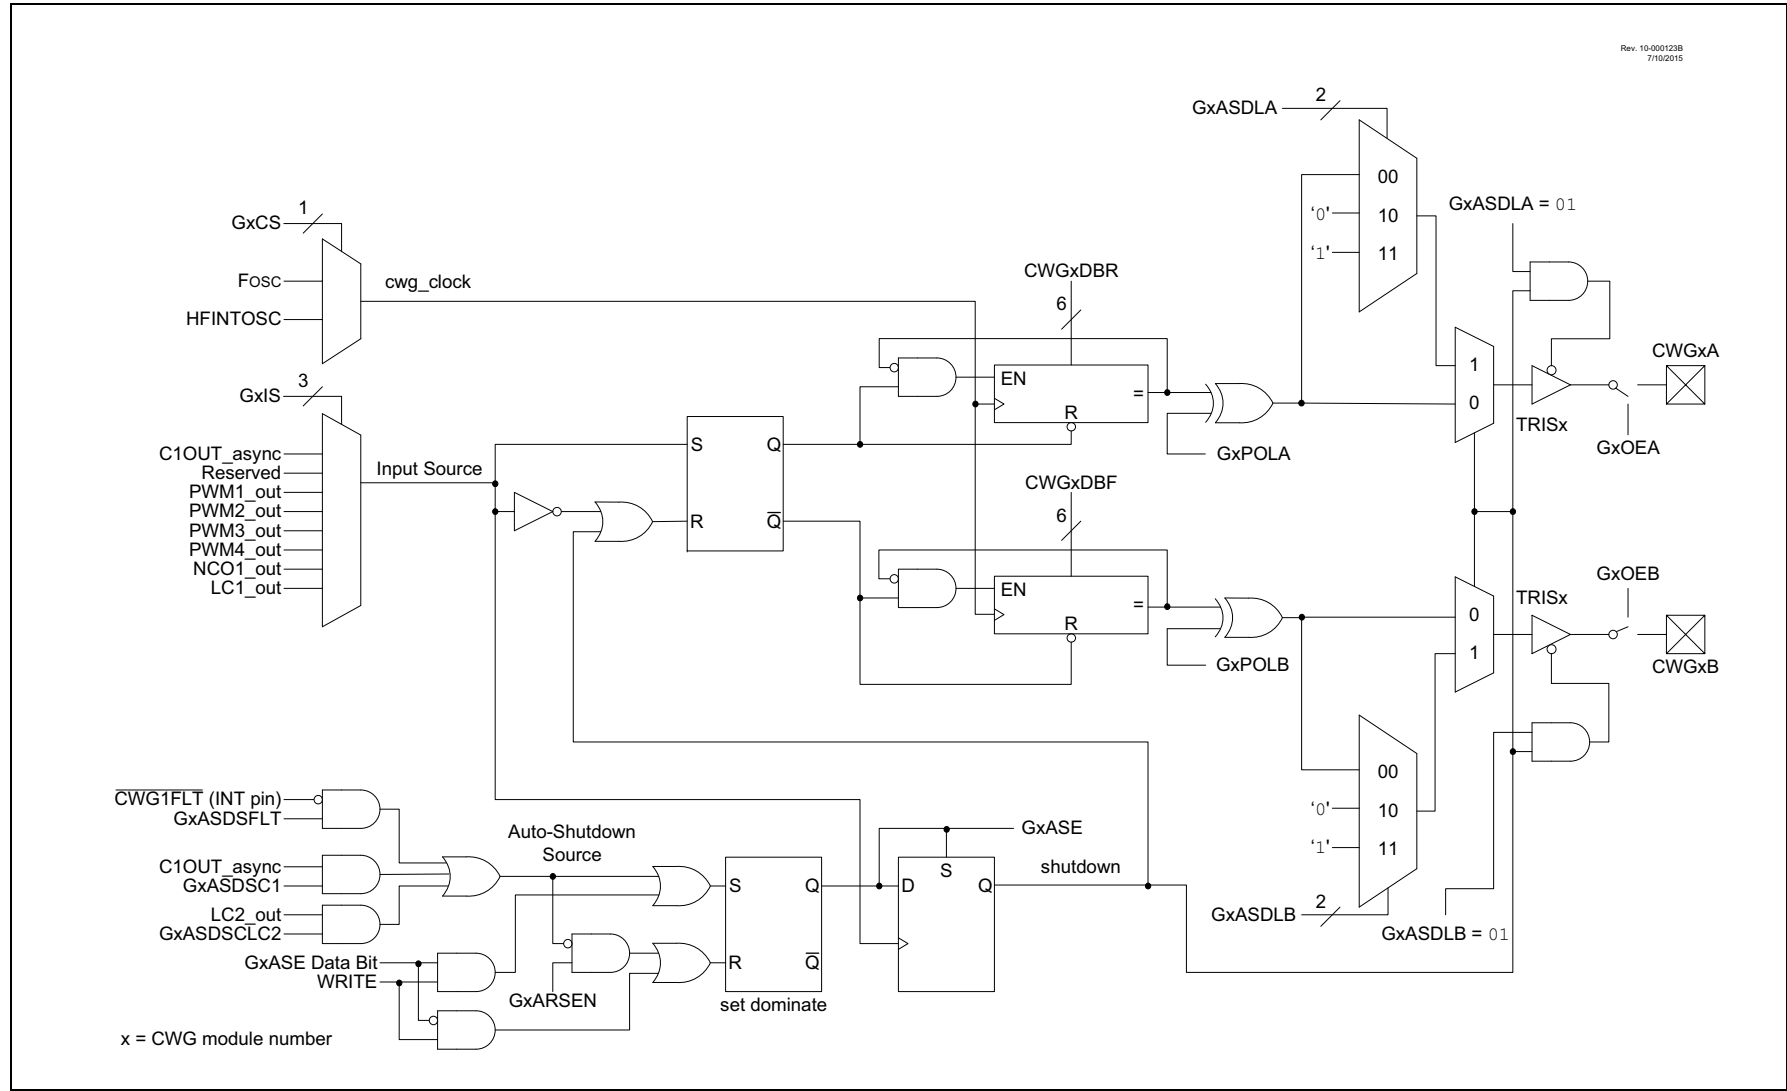 Rev. 10-000123B
7/10/2015
GxASDLA
2
00
'0'
10
'1'
11
GxASDLA = 01
1
GxCS
FOSC
HFINTOSC
cwg_clock
CWGxDBR
6
EN
=
R
GxPOLA
1
0
TRISx
CWGxA
GxOEA
3
GxIS
C1OUT_async
Reserved
PWM1_out
PWM2_out
PWM3_out
PWM4_out
NCO1_out
LC1_out
Input Source
S
Q
R
Q
CWGxDBF
6
EN
=
R
GxPOLB
0
1
TRISx
GxOEB
CWGxB
00
'0'
10
'1'
11
GxASDLB
2
GxASDLB = 01
CWG1FLT (INT pin)
GxASDSFLT
C1OUT_async
GxASDSC1
LC2_out
GxASDSCLC2
GxASE Data Bit
WRITE
Auto-Shutdown
Source
GxARSEN
S
Q
R
Q
set dominate
GxASE
S
D
Q
shutdown
x = CWG module number